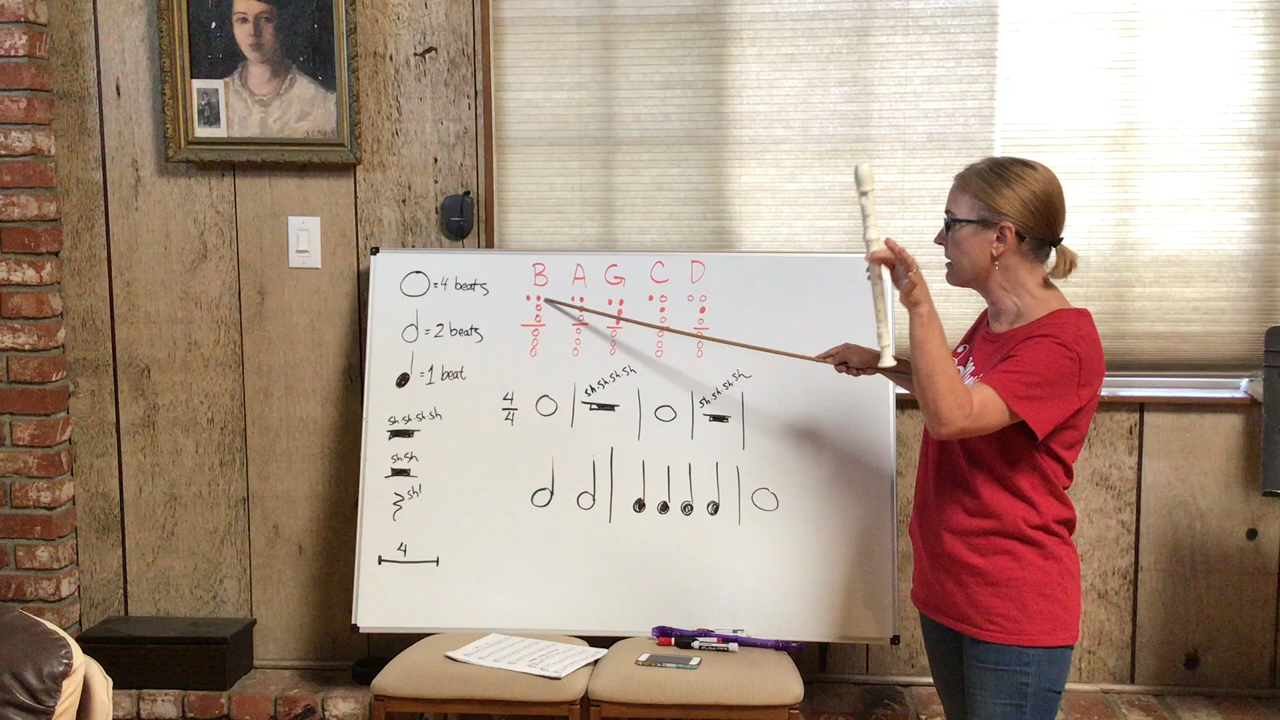 B A G C D
= 4 beats
= 2 beats
= 1 beat
sh sh sh sh
sh sh
sh!
4
4
4
sh sh sh sh
sh sh sh sh